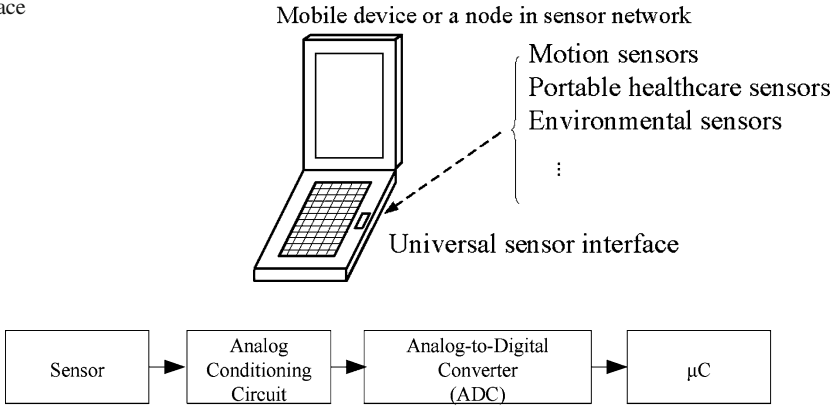 Mobile device or a node in sensor network
Motion sensors
Portable healthcare sensors
Environmental sensors
⋮
Universal sensor interface
Sensor
Analog
Conditioning
Circuit
Analog-to-Digital
Converter
(ADC)
μC